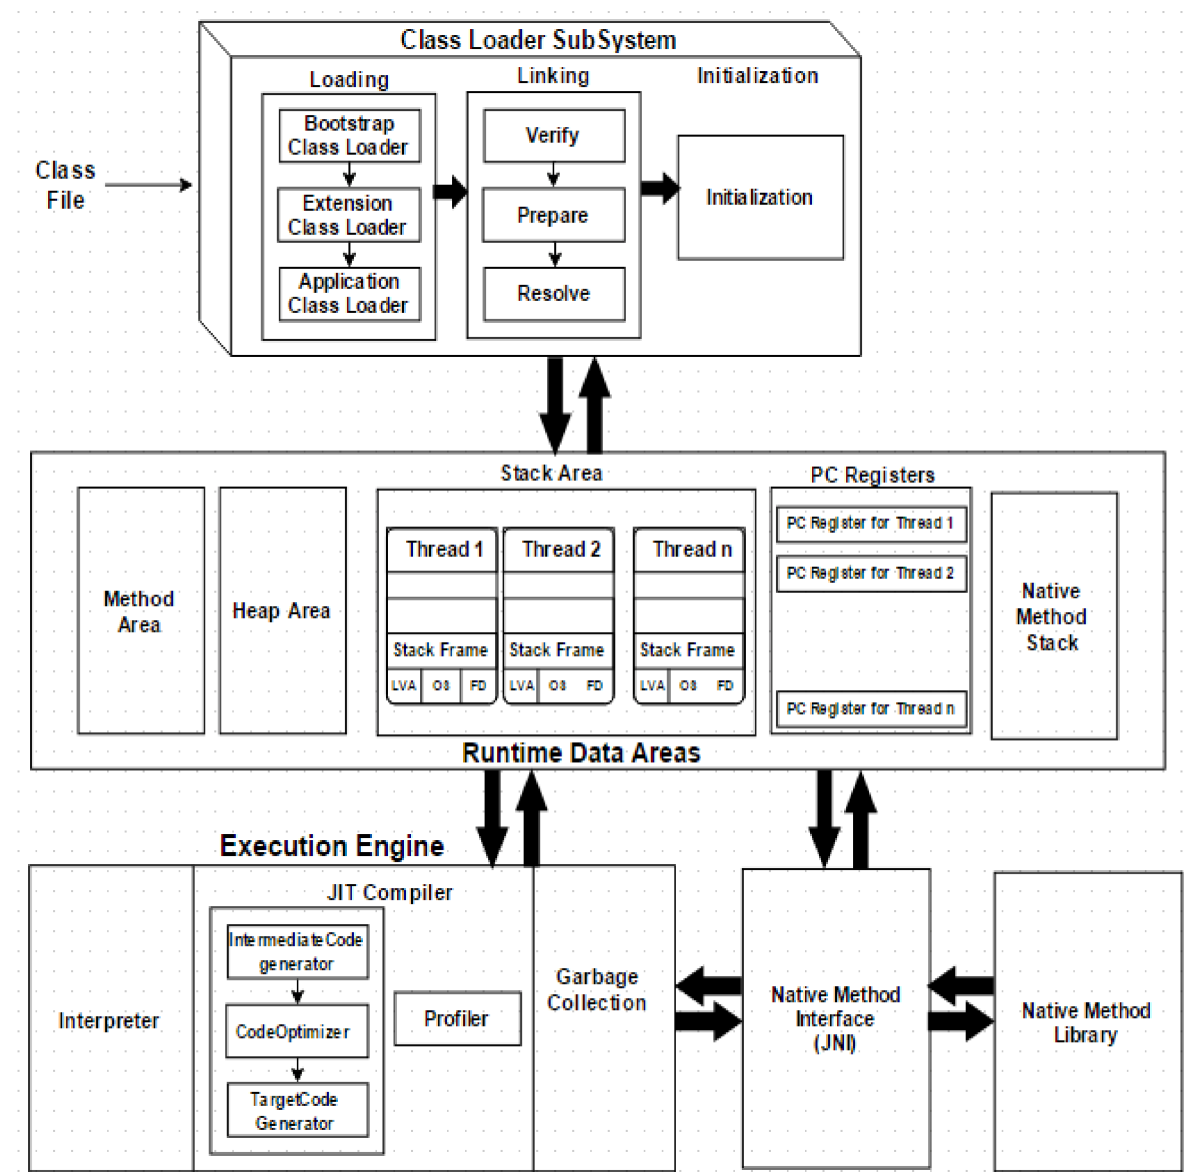 Class Loader SubSystem
Loading
Linking
Initialization
Bootstrap
Class Loader
Extension
Class Loader
Application
Class Loader
Verify
Prepare
Resolve
Initialization
Class
File
Stack Area
PC Registers
Method
Area
Heap Area
Thread 1
Stack Frame
LVA
OS
FD
Thread 2
Stack Frame
LVA
OS
FD
Thread n
Stack Frame
LVA
OS
FD
PC Register for Thread 1
PC Register for Thread 2
PC Register for Thread n
Native
Method
Stack
Runtime Data Areas
Execution Engine
Interpreter
JIT Compiler
IntermediateCode
generator
CodeOptimizer
TargetCode
Generator
Profiler
Garbage
Collection
Native Method
Interface
(JNI)
Native Method
Library